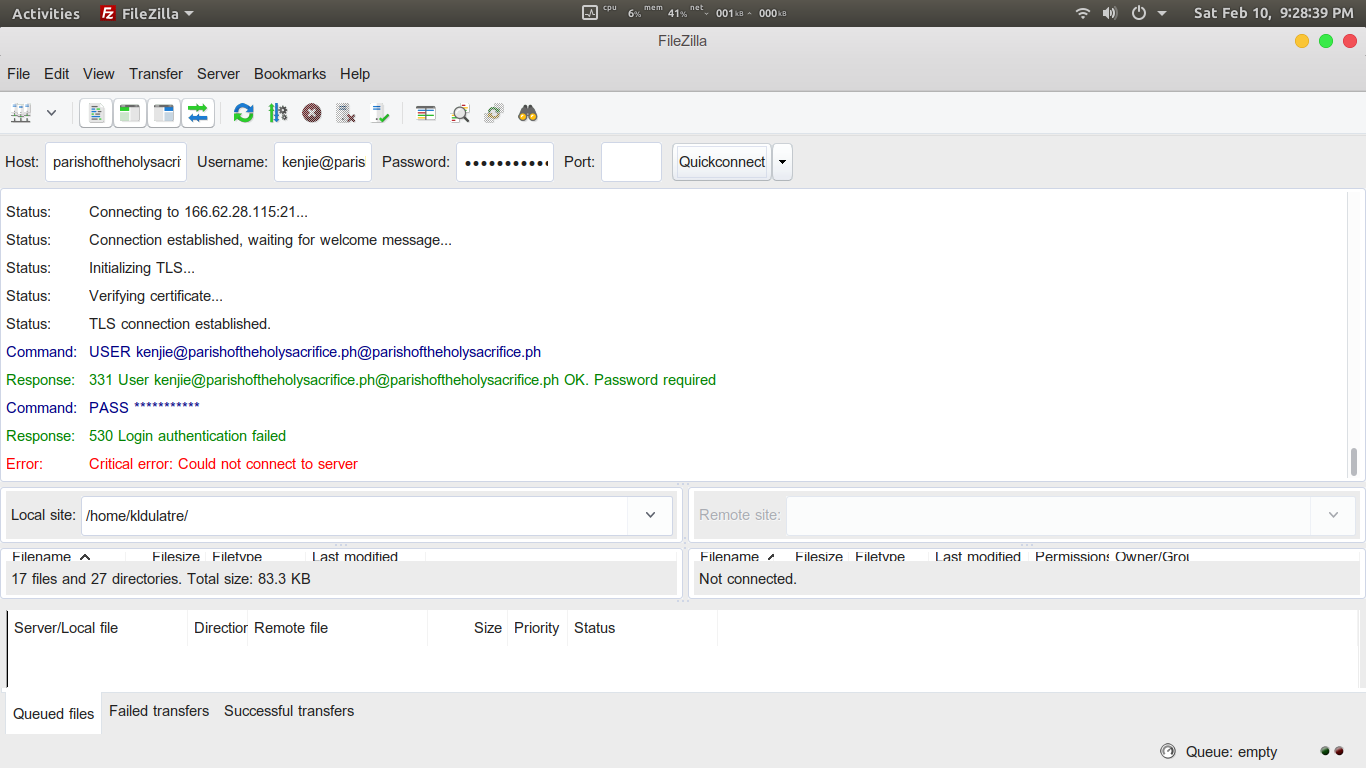 Activities FileZilla cpu 6% mem 41% net 001kB 000kB Sat Feb 10, 9:28:39 PM
FileZilla
File Edit View Transfer Server Bookmarks Help
Host: parishoftheholysacri Username: kenjie@paris Password: ●●●●●●●●●●● Port: Quickconnect
Status: Connecting to 166.62.28.115:21...
Status: Connection established, waiting for welcome message...
Status: Initializing TLS...
Status: Verifying certificate...
Status: TLS connection established.
Command: USER kenjie@parishoftheholysacrifice.ph@parishoftheholysacrifice.ph
Response: 331 User kenjie@parishoftheholysacrifice.ph@parishoftheholysacrifice.ph OK. Password required
Command: PASS ***********
Response: 530 Login authentication failed
Error: Critical error: Could not connect to server
Local site: /home/kldulatre/ Remote site:
Filename Filesize Filetype Last modified Filename Filesize Filetype Last modified Permissions Owner/Grou
17 files and 27 directories. Total size: 83.3 KB Not connected.
Server/Local file Direction Remote file Size Priority Status
Queued files Failed transfers Successful transfers
Queue: empty